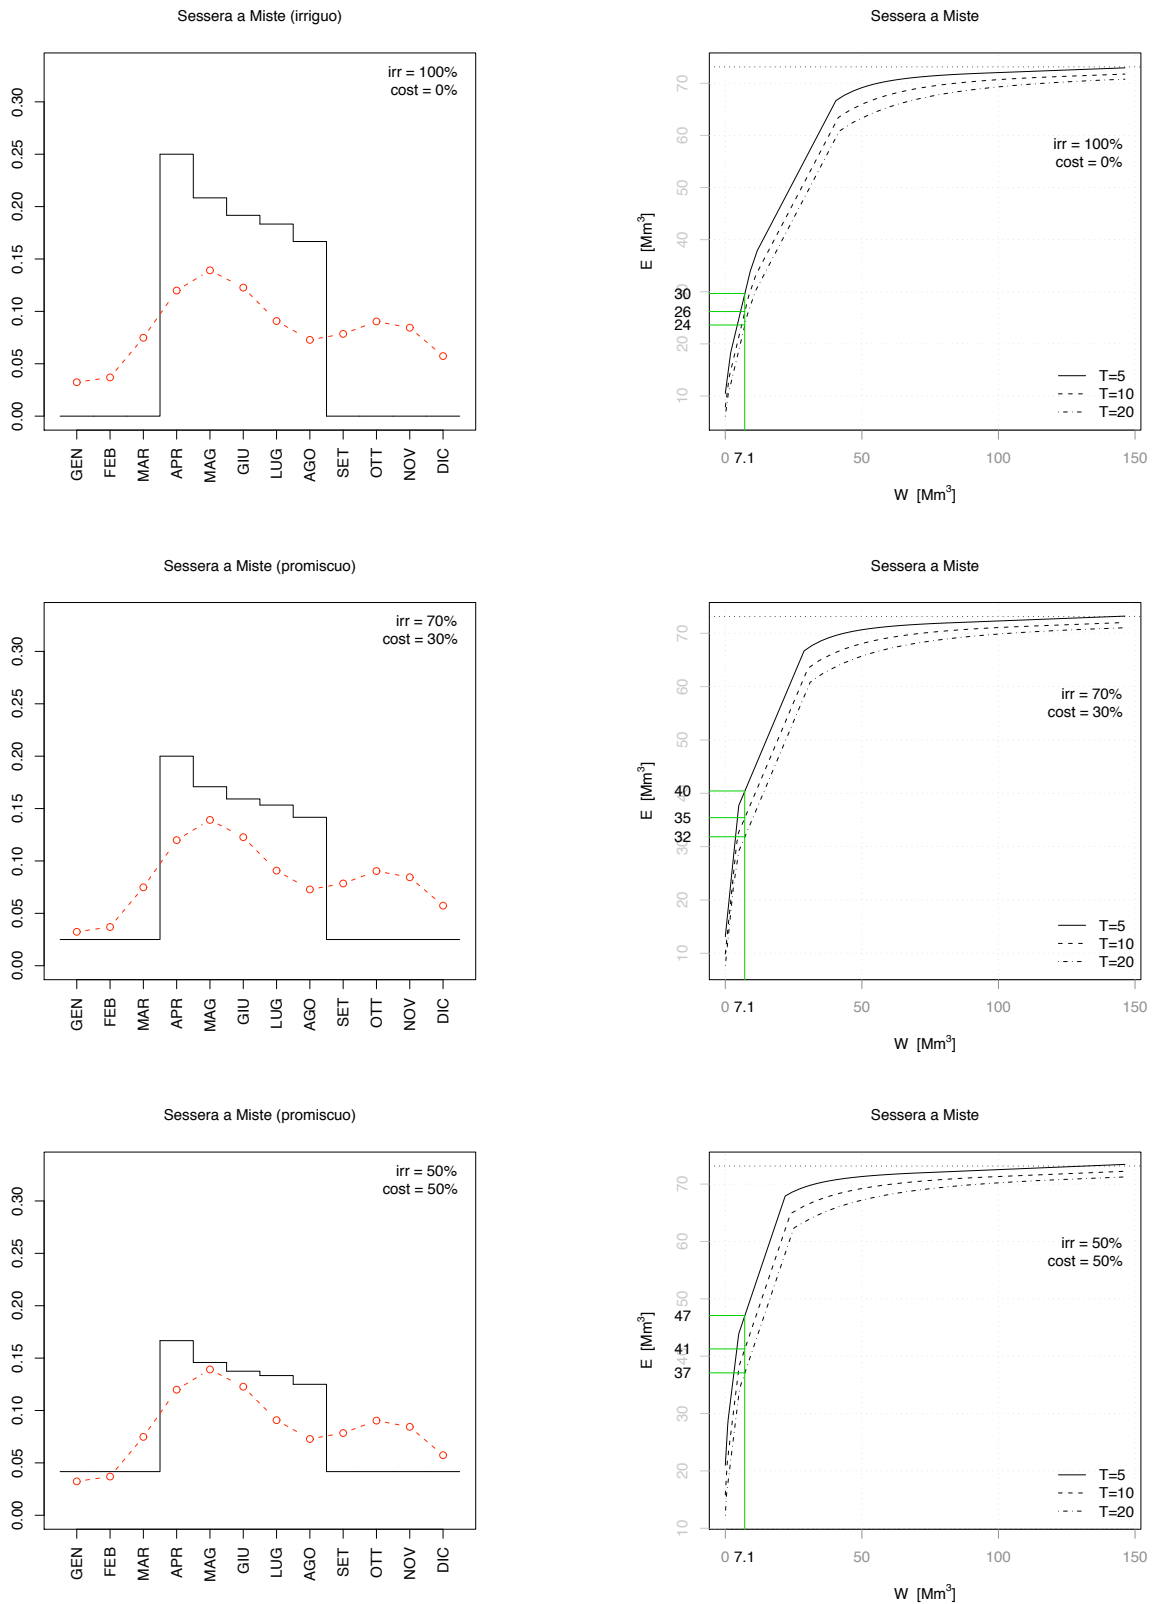 Sessera a Miste (irriguo)
irr = 100%
cost = 0%
0.30
0.25
0.20
0.15
0.10
0.05
0.00
GEN
FEB
MAR
APR
MAG
GIU
LUG
AGO
SET
OTT
NOV
DIC
Sessera a Miste
irr = 100%
cost = 0%
E [Mm³]
70
60
50
40
30
30
26
24
20
10
T=5
T=10
T=20
0 7.1 50 100 150
W [Mm³]
Sessera a Miste (promiscuo)
irr = 70%
cost = 30%
0.30
0.25
0.20
0.15
0.10
0.05
0.00
GEN
FEB
MAR
APR
MAG
GIU
LUG
AGO
SET
OTT
NOV
DIC
Sessera a Miste
irr = 70%
cost = 30%
E [Mm³]
70
60
50
40
40
35
32
30
10
T=5
T=10
T=20
0 7.1 50 100 150
W [Mm³]
Sessera a Miste (promiscuo)
irr = 50%
cost = 50%
0.30
0.25
0.20
0.15
0.10
0.05
0.00
GEN
FEB
MAR
APR
MAG
GIU
LUG
AGO
SET
OTT
NOV
DIC
Sessera a Miste
irr = 50%
cost = 50%
E [Mm³]
70
60
50
47
41
40
37
30
20
10
T=5
T=10
T=20
0 7.1 50 100 150
W [Mm³]